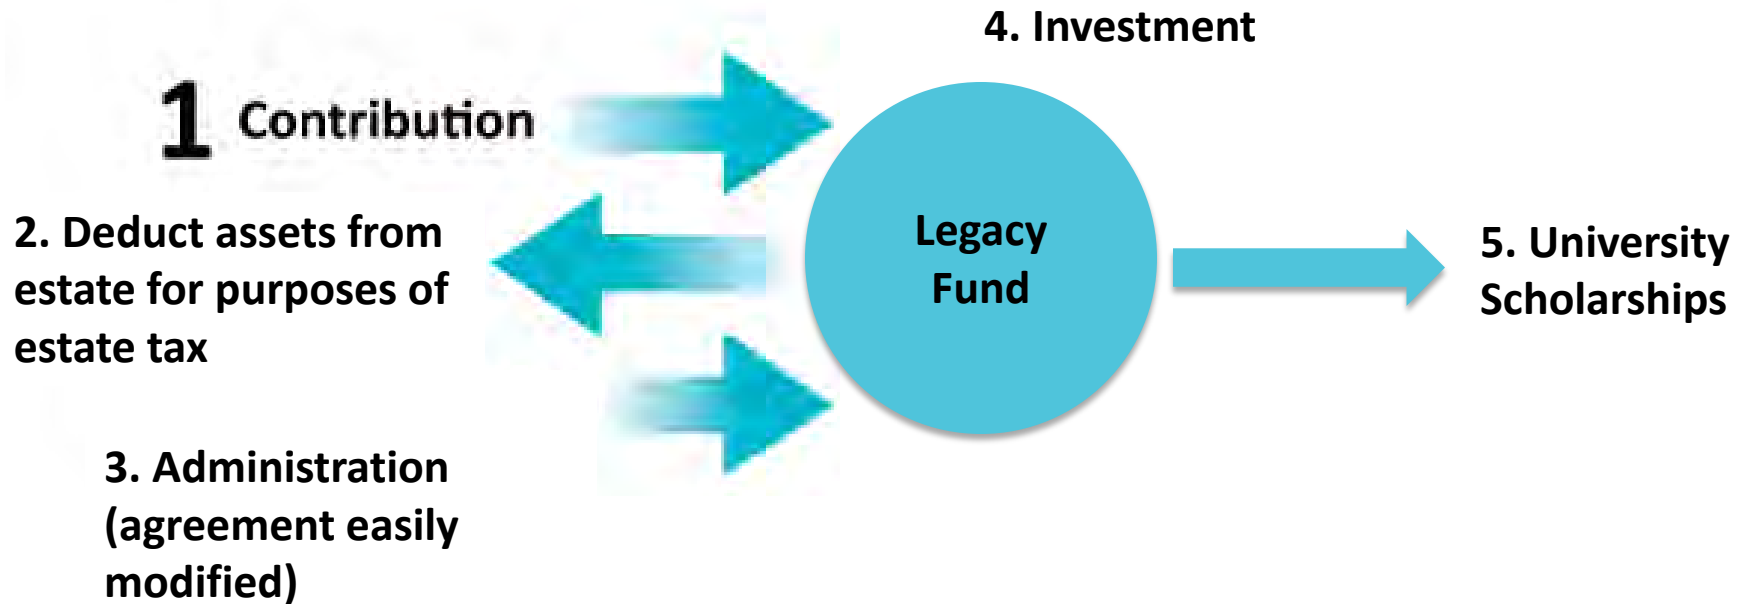 4. Investment
1 Contribution
2. Deduct assets from
estate for purposes of
estate tax
Legacy
Fund
5. University
Scholarships
3. Administration
(agreement easily
modified)